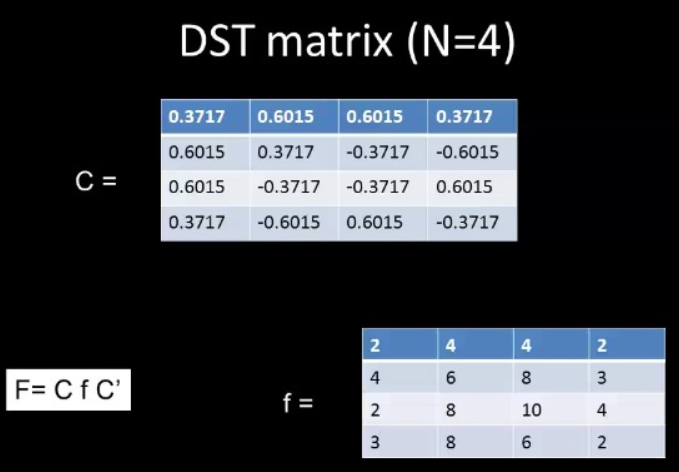 DST matrix (N=4)
0.3717 0.6015 0.6015 0.3717
0.6015 0.3717 -0.3717 -0.6015
C =
0.6015 -0.3717 -0.3717 0.6015
0.3717 -0.6015 0.6015 -0.3717
2 4 4 2
4 6 8 3
F= C f C’
f =
2 8 10 4
3 8 6 2